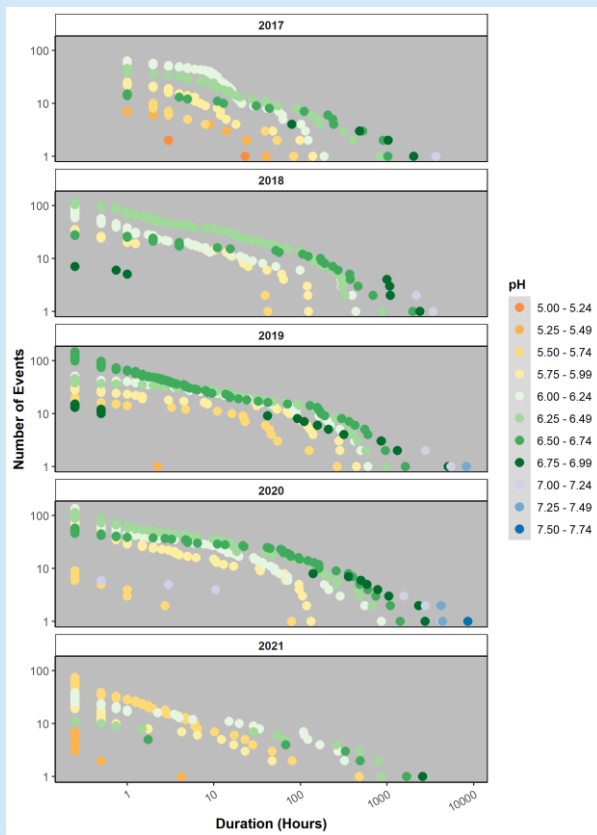 2017
100
10
1
2018
100
10
1
2019
100
10
1
2020
100
10
1
2021
100
10
1
1
10
100
1000
10000
Number of Events
Duration (Hours)
pH
5.00 - 5.24
5.25 - 5.49
5.50 - 5.74
5.75 - 5.99
6.00 - 6.24
6.25 - 6.49
6.50 - 6.74
6.75 - 6.99
7.00 - 7.24
7.25 - 7.49
7.50 - 7.74